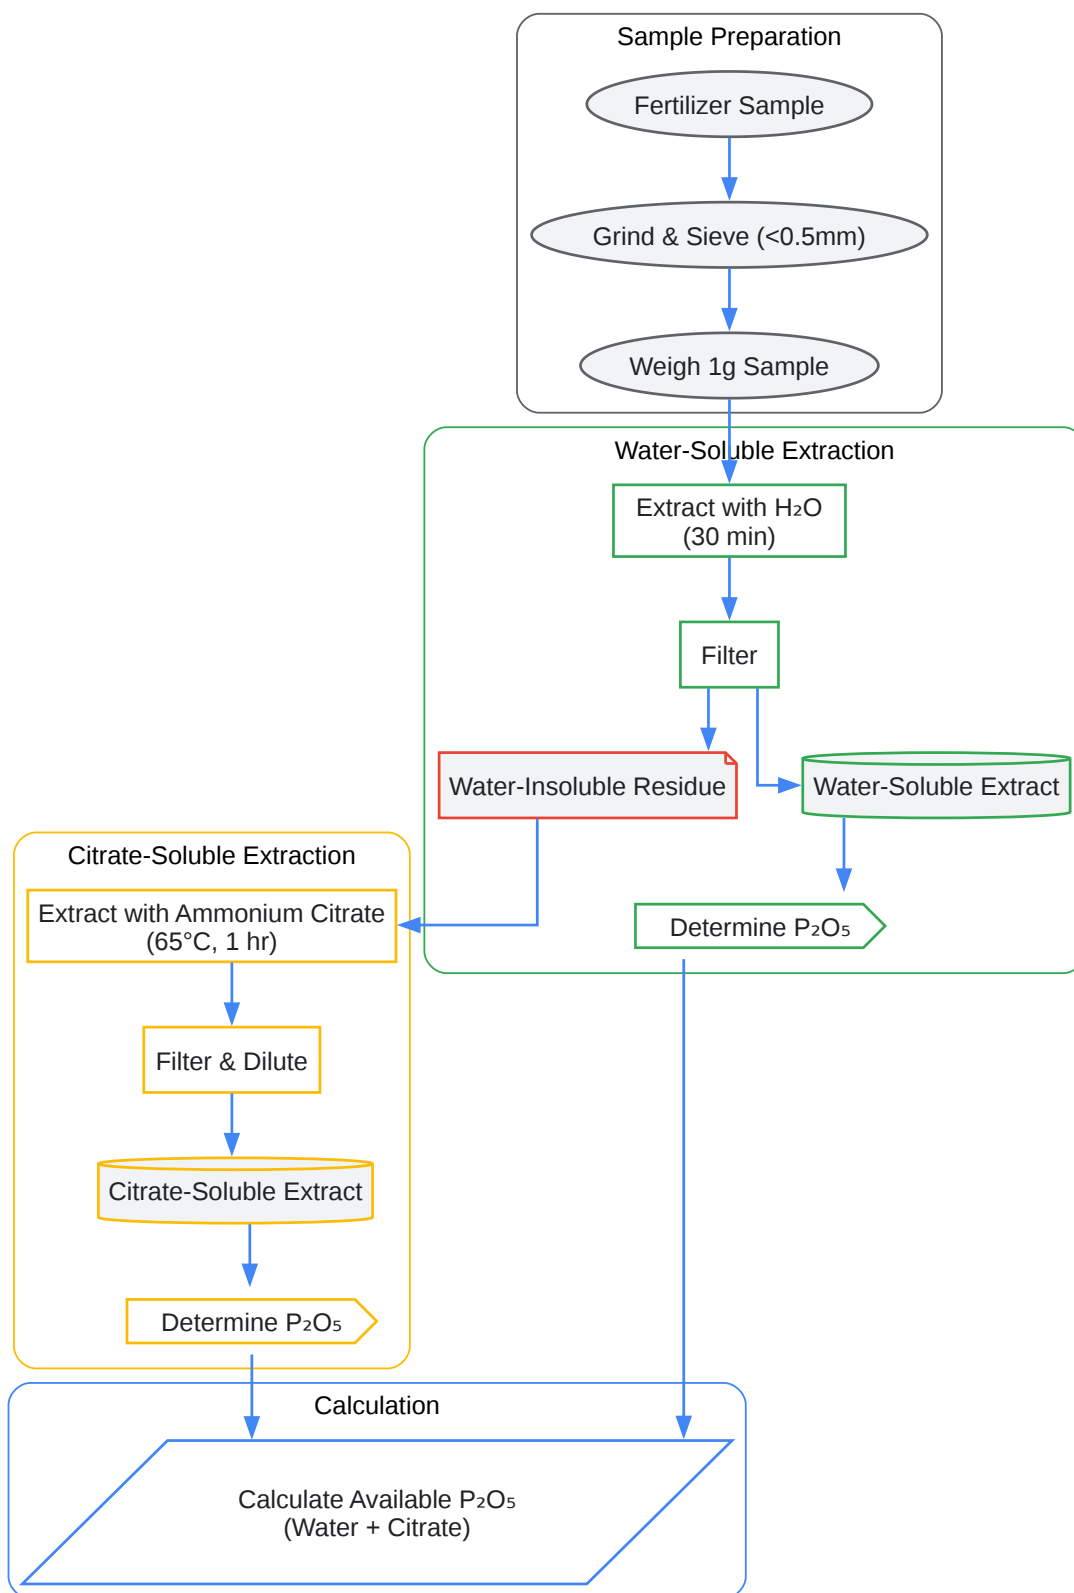 Sample Preparation
Fertilizer Sample
Grind & Sieve (<0.5mm)
Weigh 1g Sample
Water-Soluble Extraction
Extract with H₂O
(30 min)
Filter
Water-Insoluble Residue
Water-Soluble Extract
Determine P₂O₅
Citrate-Soluble Extraction
Extract with Ammonium Citrate
(65°C, 1 hr)
Filter & Dilute
Citrate-Soluble Extract
Determine P₂O₅
Calculation
Calculate Available P₂O₅
(Water + Citrate)